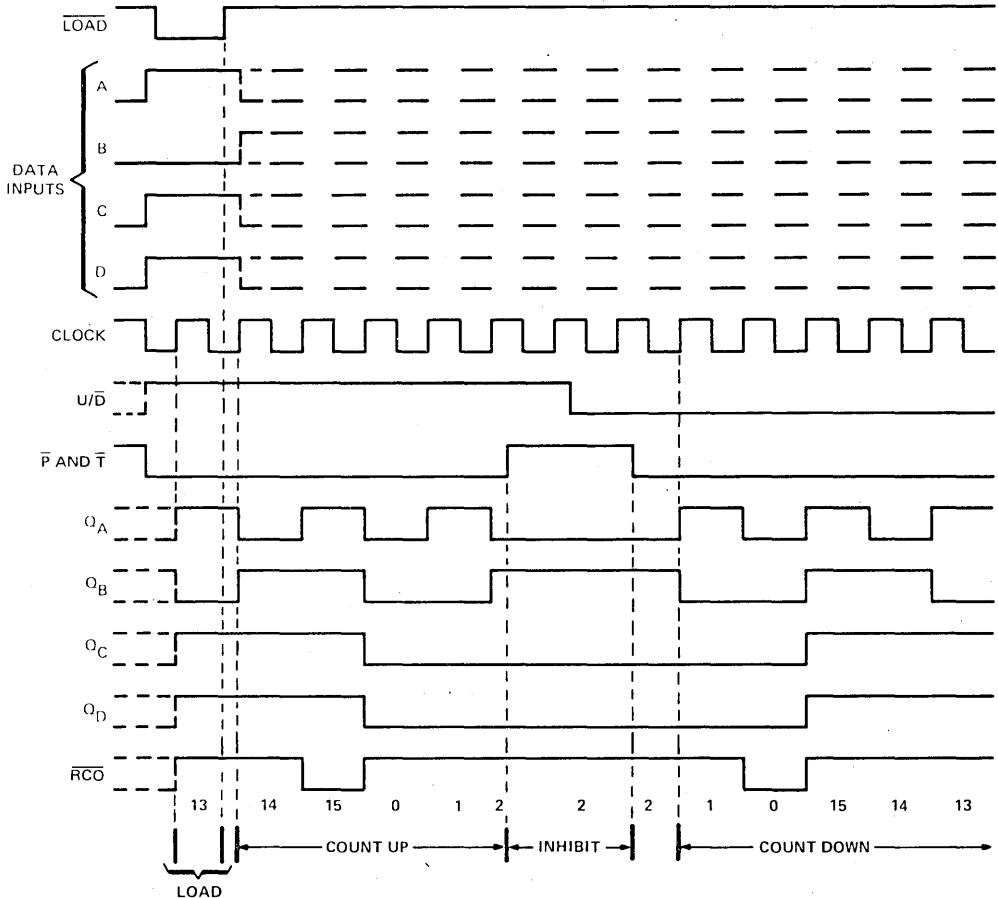 LOAD
A
B
DATA
INPUTS
C
D
CLOCK
U/D̅
P̅ AND T̅
QA
QB
QC
QD
R̅C̅O̅
13 14 15 0 1 2 2 2 1 0 15 14 13
COUNT UP INHIBIT COUNT DOWN
LOAD